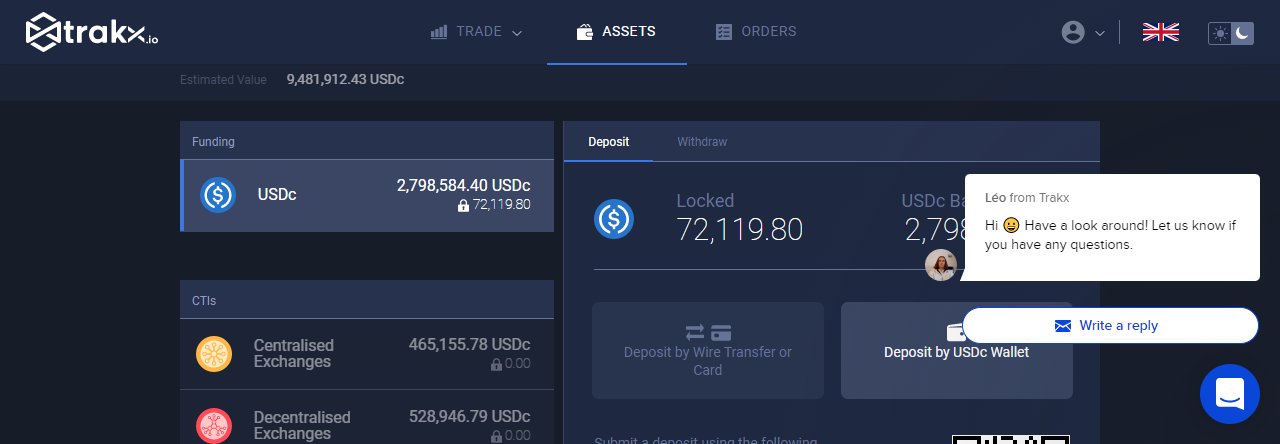 trakx.io
TRADE
ASSETS
ORDERS
Estimated Value 9,481,912.43 USDc
Funding
USDc
2,798,584.40 USDc
72,119.80
CTIs
Centralised
Exchanges
465,155.78 USDc
0.00
Decentralised
Exchanges
528,946.79 USDc
0.00
Deposit
Withdraw
Locked
72,119.80
USDc Ba
2,798
Léo from Trakx
Hi 😀 Have a look around! Let us know if
you have any questions.
Write a reply
Deposit by Wire Transfer or
Card
Deposit by USDc Wallet
Submit a deposit using the following